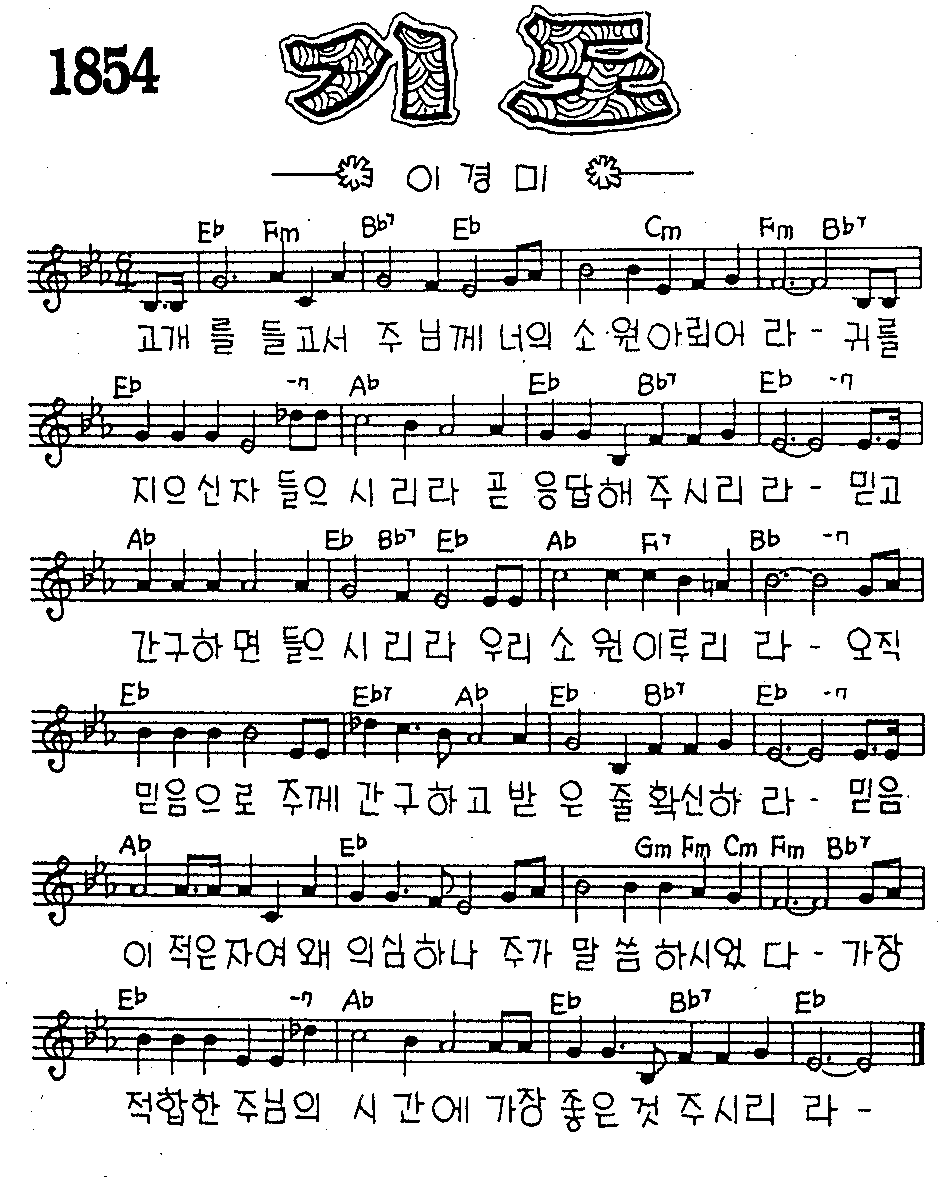 1854
기도
이경미
Eb Fm Bb7 Eb Cm Fm Bb7
고개를 들고서 주님께 너의 소원아뢰어 라- 귀를
Eb -7 Ab Eb Bb7 Eb -7
지으신자 들으 시리라 곧 응답해 주시리 라- 믿고
Ab Eb Bb7 Eb Ab F7 Bb -7
간구하면 들으 시리라 우리 소원이루리 라- 오직
Eb Eb7 Ab Eb Bb7 Eb -7
믿음으로 주께 간구하고 받은 줄 확신하 라- 믿음
Ab Eb Gm Fm Cm Fm Bb7
이 적은자여왜 의심하나 주가 말씀 하시었 다- 가장
Eb -7 Ab Eb Bb7 Eb
적합한 주님의 시간에 가장 좋은 것 주시리 라-